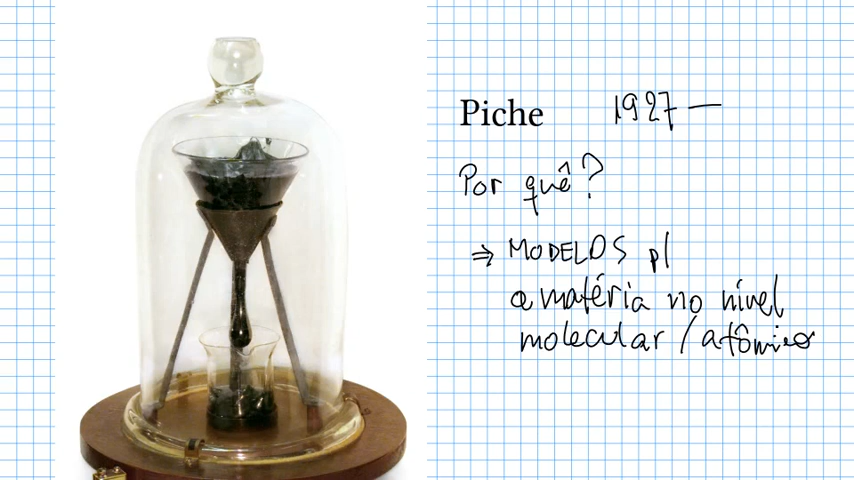 Piche 1927 —
Por quê?
⇒ MODELOS p/
a matéria no nível
molecular / atômico